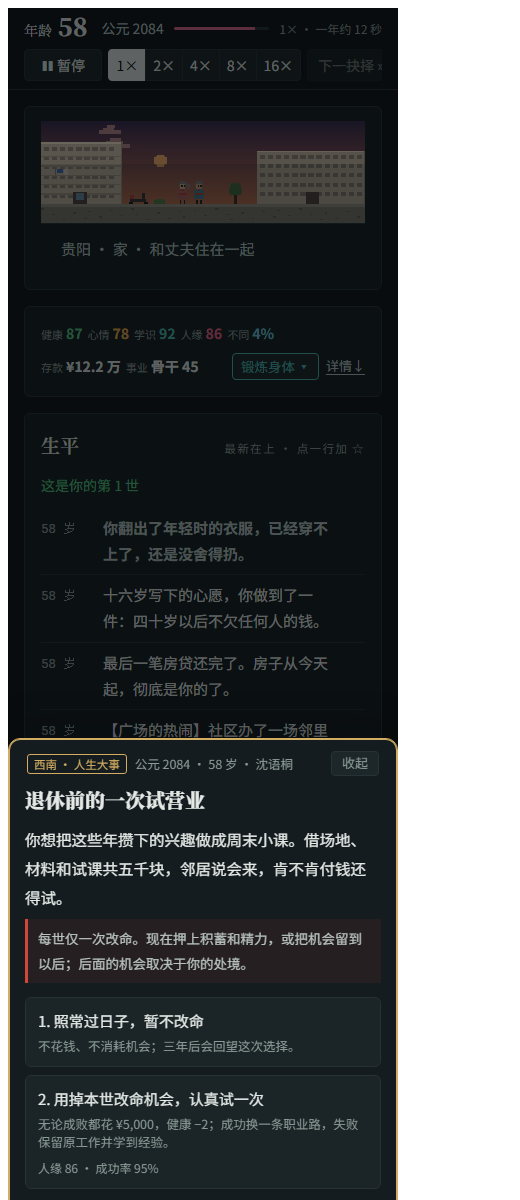 年龄 58 公元 2084 1× · 一年约 12 秒
暂停 1× 2× 4× 8× 16× 下一抉择 »
贵阳 · 家 · 和丈夫住在一起
健康 87 心情 78 学识 92 人缘 86 不同 4%
存款 ¥12.2 万 事业 骨干 45 锻炼身体 ▾ 详情↓
生平 最新在上 · 点一行加 ☆
这是你的第 1 世
58 岁 你翻出了年轻时的衣服，已经穿不
上了，还是没舍得扔。
58 岁 十六岁写下的心愿，你做到了一
件：四十岁以后不欠任何人的钱。
58 岁 最后一笔房贷还完了。房子从今天
起，彻底是你的了。
58 岁 【广场的热闹】社区办了一场邻里
西南 · 人生大事 公元 2084 · 58 岁 · 沈语桐 收起
退休前的一次试营业
你想把这些年攒下的兴趣做成周末小课。借场地、
材料和试课共五千块，邻居说会来，肯不肯付钱还
得试。
每世仅一次改命。现在押上积蓄和精力，或把机会留到
以后；后面的机会取决于你的处境。
1. 照常过日子，暂不改命
不花钱、不消耗机会；三年后会回望这次选择。
2. 用掉本世改命机会，认真试一次
无论成败都花 ¥5,000，健康 −2；成功换一条职业路，失败
保留原工作并学到经验。
人缘 86 · 成功率 95%